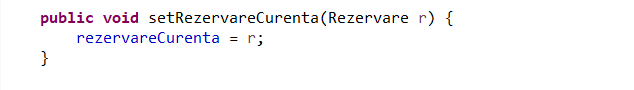 public void setRezervareCurenta(Rezervare r) {
    rezervareCurenta = r;
}